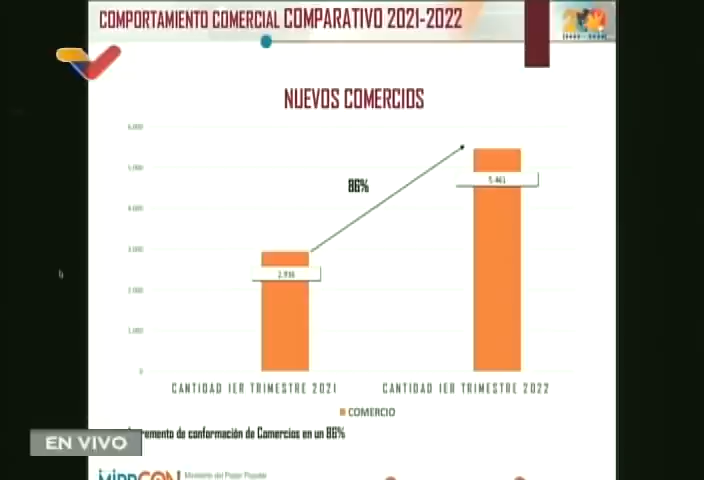 COMPORTAMIENTO COMERCIAL COMPARATIVO 2021-2022
NUEVOS COMERCIOS
6.000
5.000
4.000
3.000
2.000
1.000
0
86%
5.461
2.936
CANTIDAD 1ER TRIMESTRE 2021
CANTIDAD 1ER TRIMESTRE 2022
COMERCIO
de conformación de Comercios en un 86%
EN VIVO
Ministerio del Poder Popular